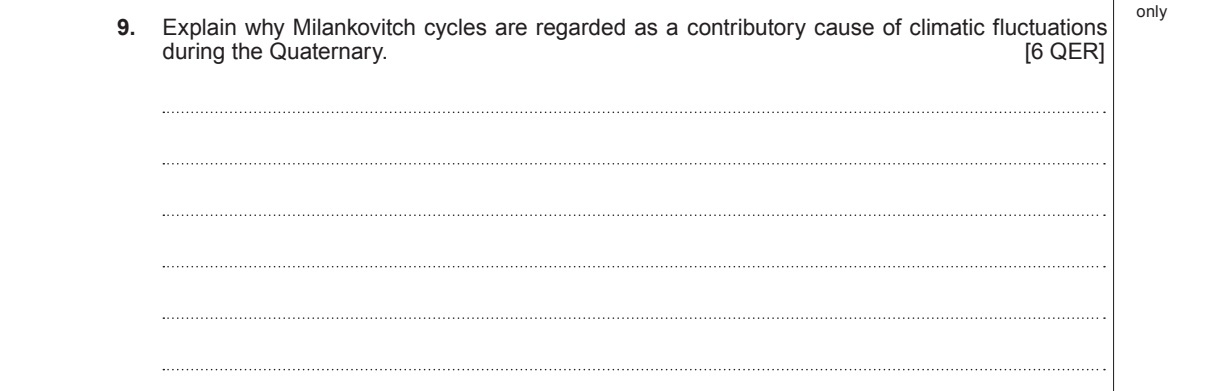 only
9. Explain why Milankovitch cycles are regarded as a contributory cause of climatic fluctuations
during the Quaternary. [6 QER]